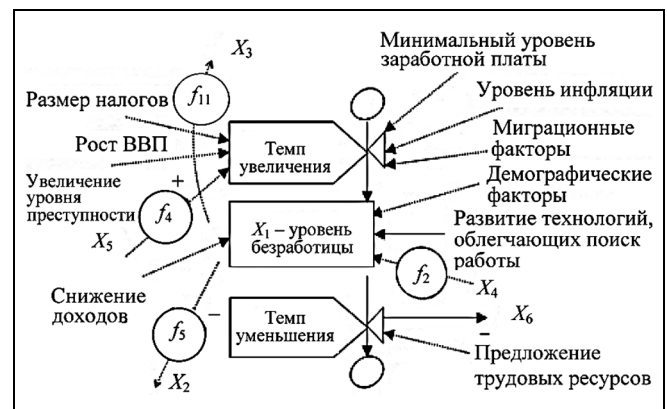 X3
Минимальный уровень
заработной платы
f11
Уровень инфляции
Размер налогов
Рост ВВП
Темп
увеличения
Миграционные
факторы
Увеличение
уровня
преступности
+
f4
Демографические
факторы
X5
X1 – уровень
безработицы
Развитие технологий,
облегчающих поиск
работы
f2
X4
Снижение
доходов
f5
–
Темп
уменьшения
X6
–
Предложение
трудовых ресурсов
X2